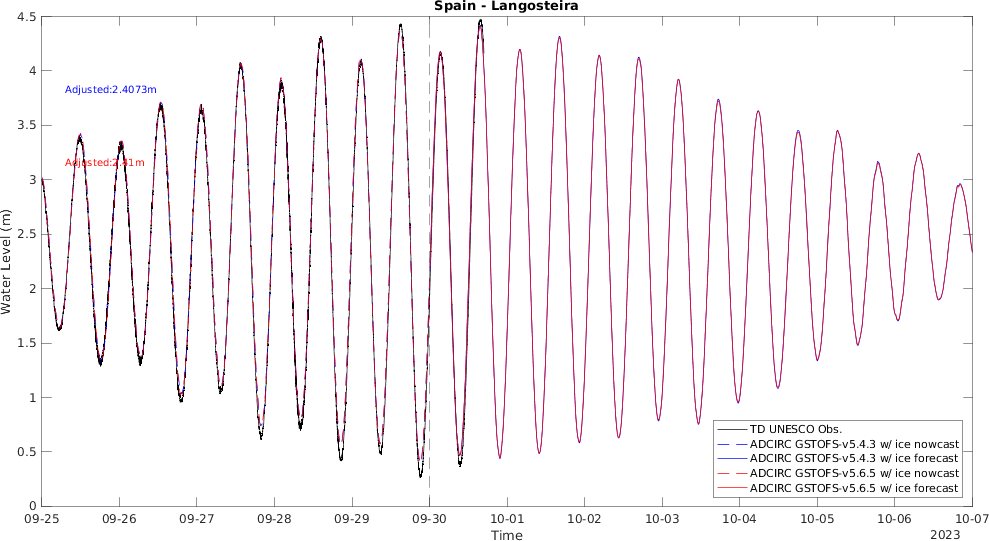 Spain - Langosteira
4.5
4
3.5
3
2.5
2
1.5
1
0.5
0
Water Level (m)
Adjusted:2.4073m
Adjusted:2.41m
TD UNESCO Obs.
ADCIRC GSTOFS-v5.4.3 w/ ice nowcast
ADCIRC GSTOFS-v5.4.3 w/ ice forecast
ADCIRC GSTOFS-v5.6.5 w/ ice nowcast
ADCIRC GSTOFS-v5.6.5 w/ ice forecast
09-25 09-26 09-27 09-28 09-29 09-30 10-01 10-02 10-03 10-04 10-05 10-06 10-07
Time
2023